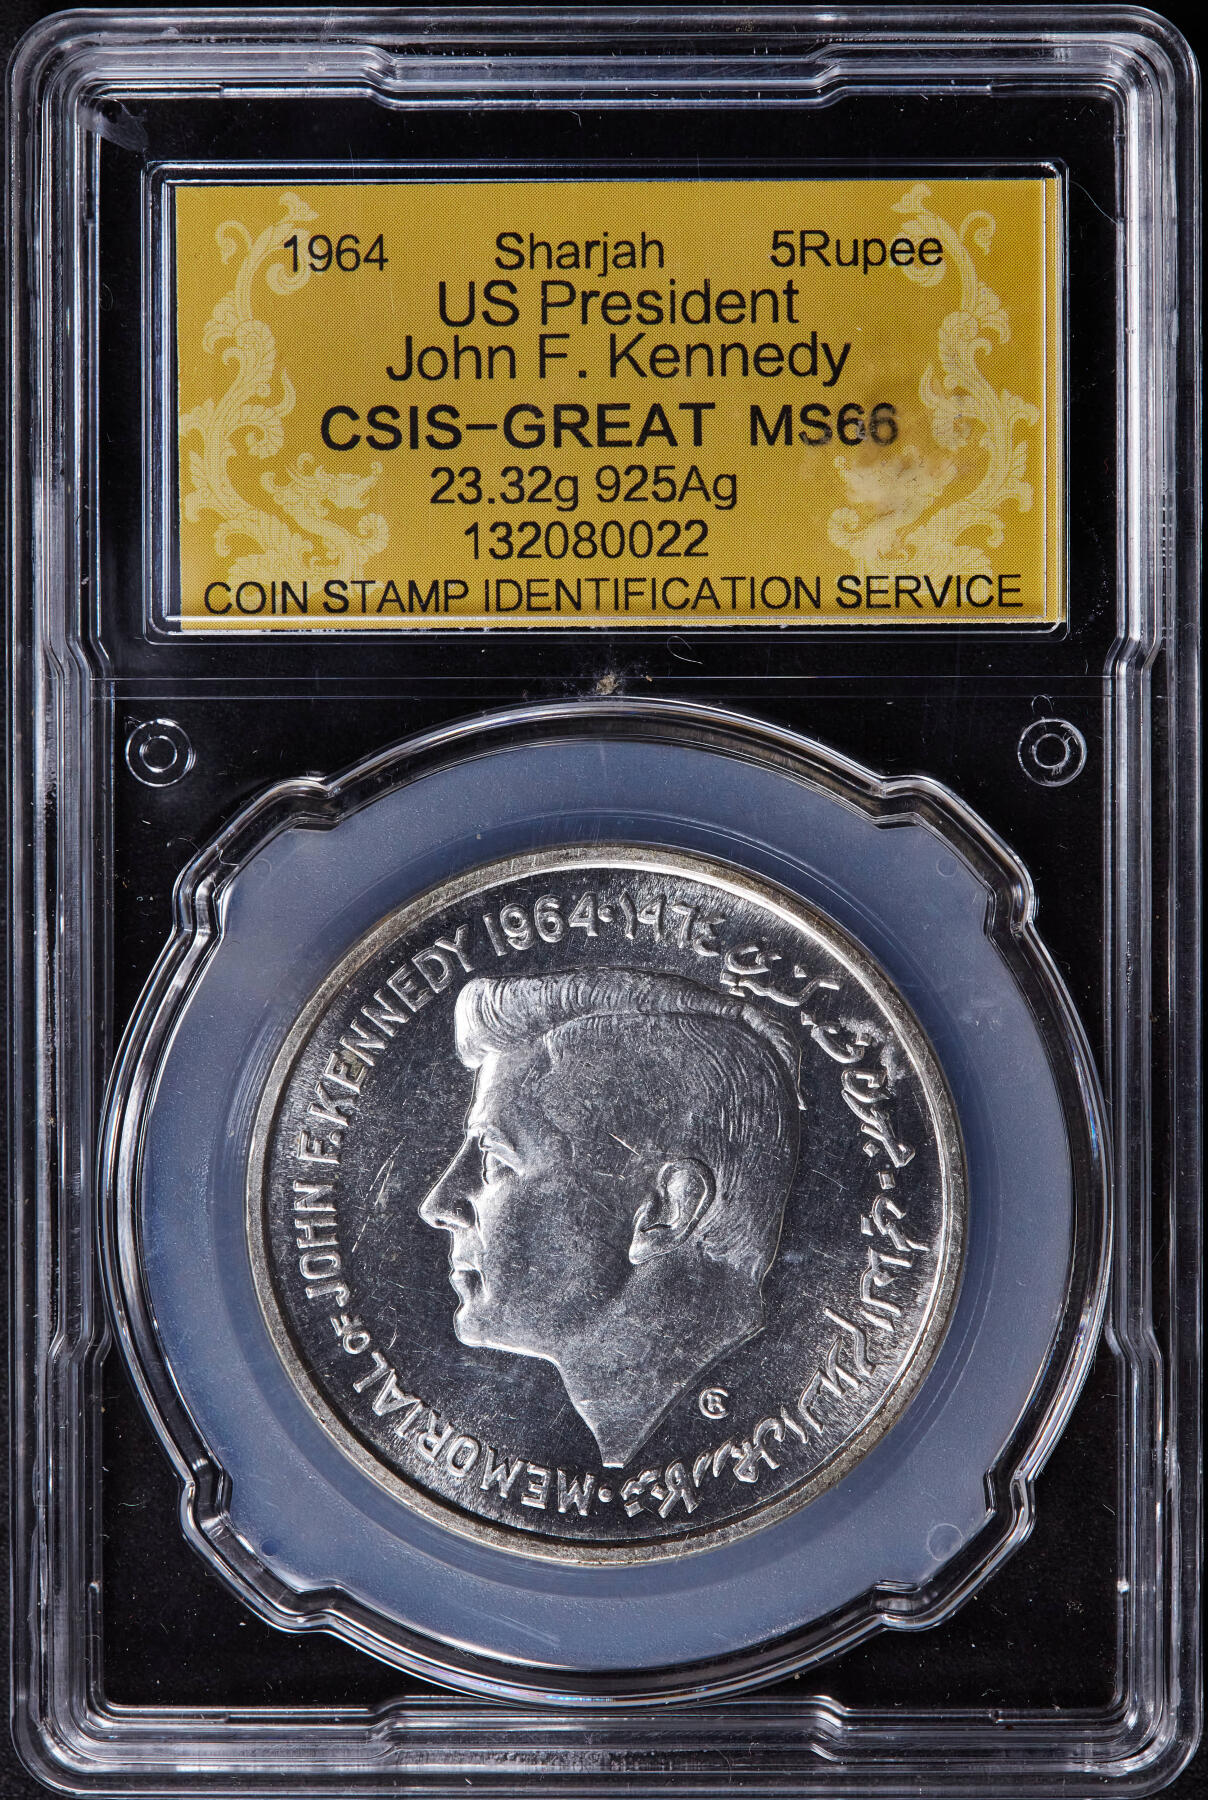 1964 Sharjah 5Rupee
US President
John F. Kennedy
CSIS-GREAT MS66
23.32g 925Ag
132080022
COIN STAMP IDENTIFICATION SERVICE
•MEMORIAL OF JOHN F. KENNEDY 1964•١٩٦٤